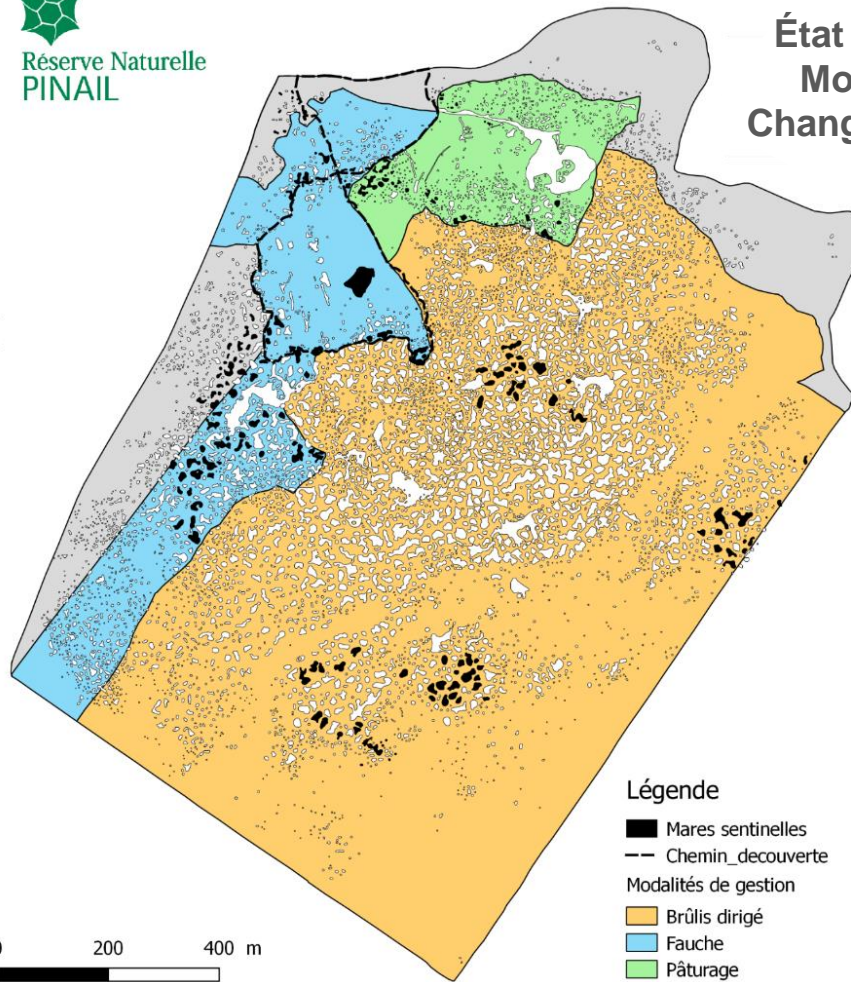 Réserve Naturelle
PINAIL
État
Mo
Chang
Légende
Mares sentinelles
Chemin_decouverte
Modalités de gestion
Brûlis dirigé
Fauche
Pâturage
0 200 400 m